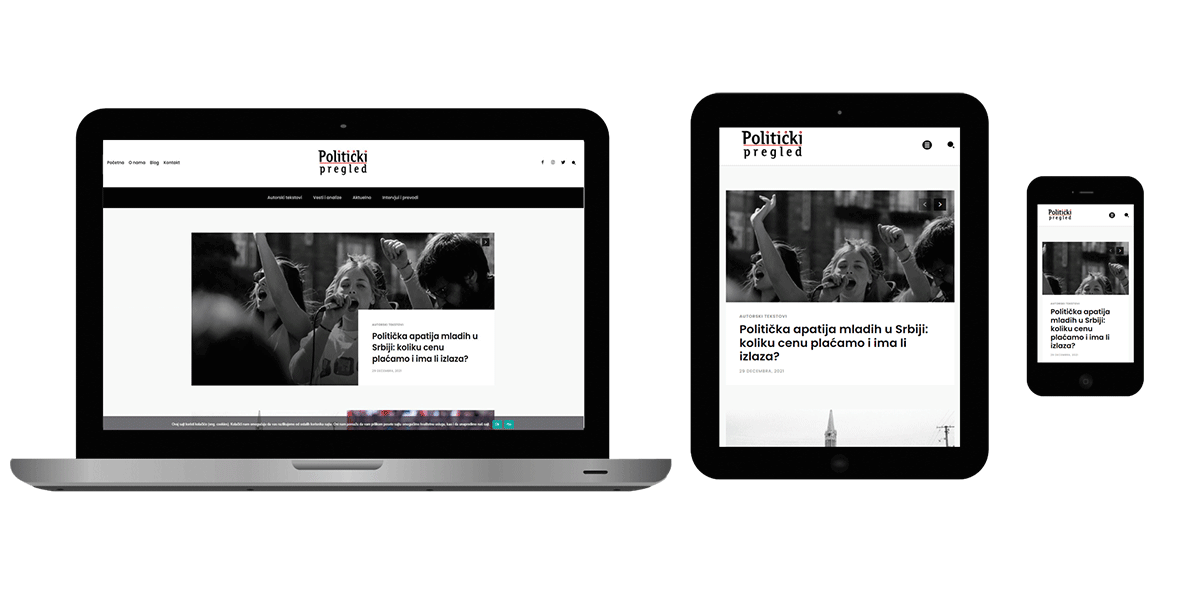 Politički
pregled
Početna O nama Blog Kontakt
Autorski tekstovi Vesti i analize Aktuelno Intervjui i prevodi
AUTORSKI TEKSTOVI
Politička apatija mladih u
Srbiji: koliku cenu
plaćamo i ima li izlaza?
29 DECEMBRA, 2021
Ok
Politički
pregled
AUTORSKI TEKSTOVI
Politička apatija mladih u Srbiji:
koliku cenu plaćamo i ima li
izlaza?
29 DECEMBRA, 2021
Politički
pregled
AUTORSKI TEKSTOVI
Politička apatija
mladih u Srbiji:
koliku cenu
plaćamo i ima li
izlaza?
29 DECEMBRA, 2021